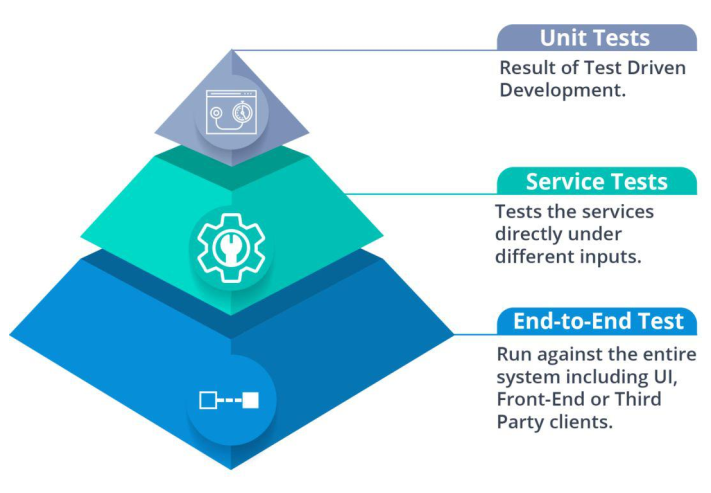 Unit Tests
Result of Test Driven
Development.
Service Tests
Tests the services
directly under
different inputs.
End-to-End Test
Run against the entire
system including UI,
Front-End or Third
Party clients.